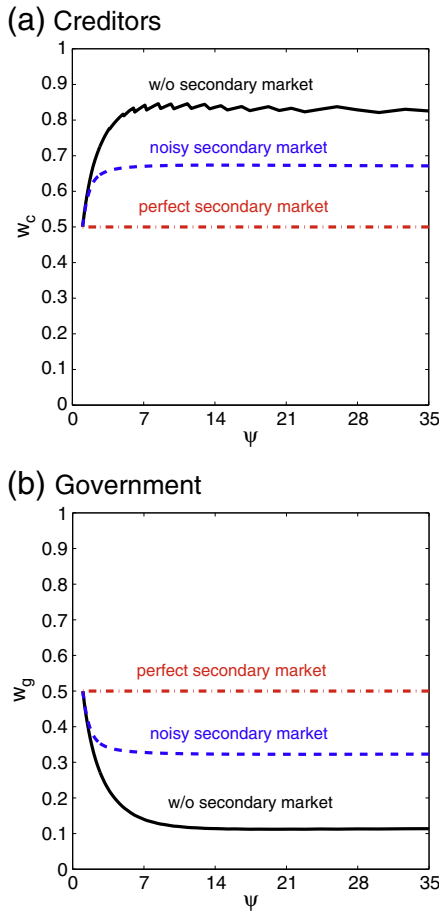 (a) Creditors
1
0.9
0.8
0.7
0.6
0.5
0.4
0.3
0.2
0.1
0
w/o secondary market
noisy secondary market
perfect secondary market
w_c
0 7 14 21 28 35
ψ
(b) Government
1
0.9
0.8
0.7
0.6
0.5
0.4
0.3
0.2
0.1
0
perfect secondary market
noisy secondary market
w/o secondary market
w_g
0 7 14 21 28 35
ψ